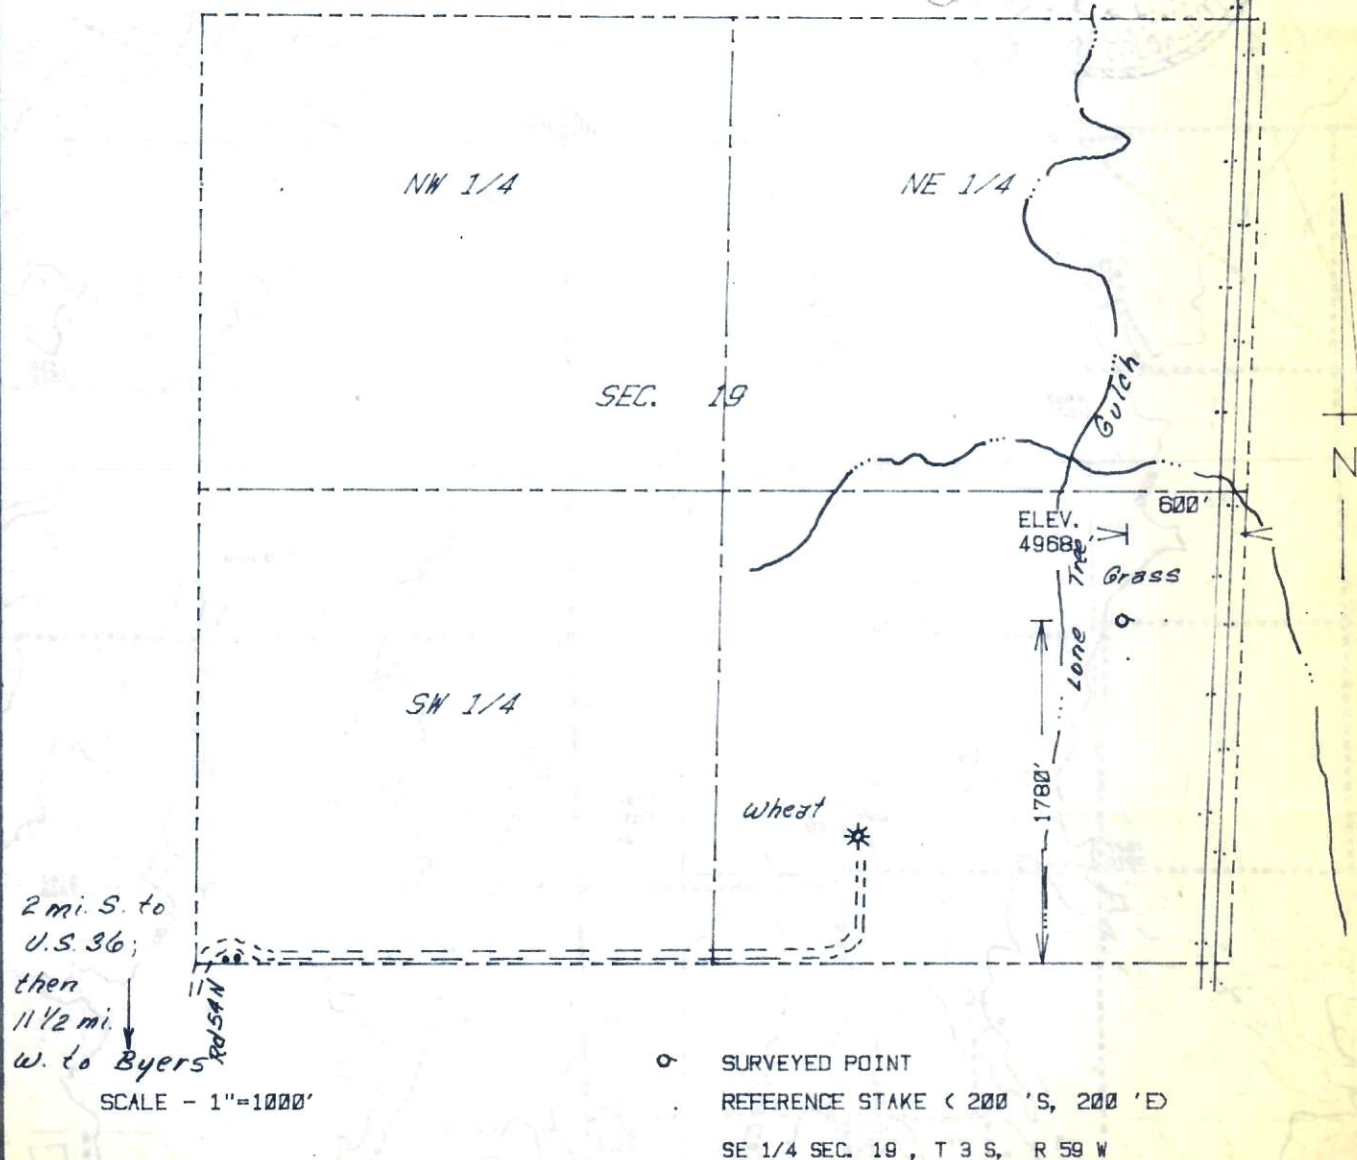 NW 1/4
NE 1/4
SEC. 19
Gulch
600'
ELEV.
4968'
Tree
Grass
Lone
SW 1/4
1780'
Wheat
2 mi. S. to
U.S. 36;
then
11 1/2 mi.
W. to Byers
Rd 54N
N
SCALE - 1"=1000'
SURVEYED POINT
REFERENCE STAKE ( 200 'S, 200 'E)
SE 1/4 SEC. 19 , T 3 S, R 59 W